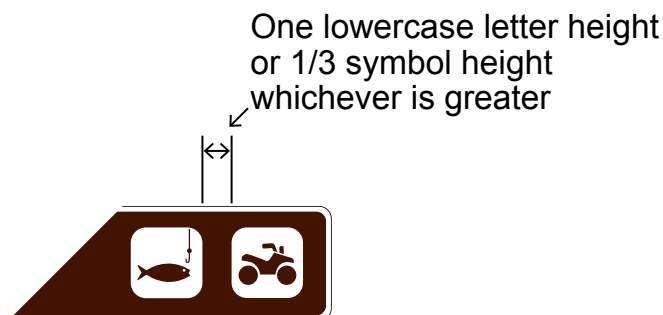 One lowercase letter height
or 1/3 symbol height
whichever is greater